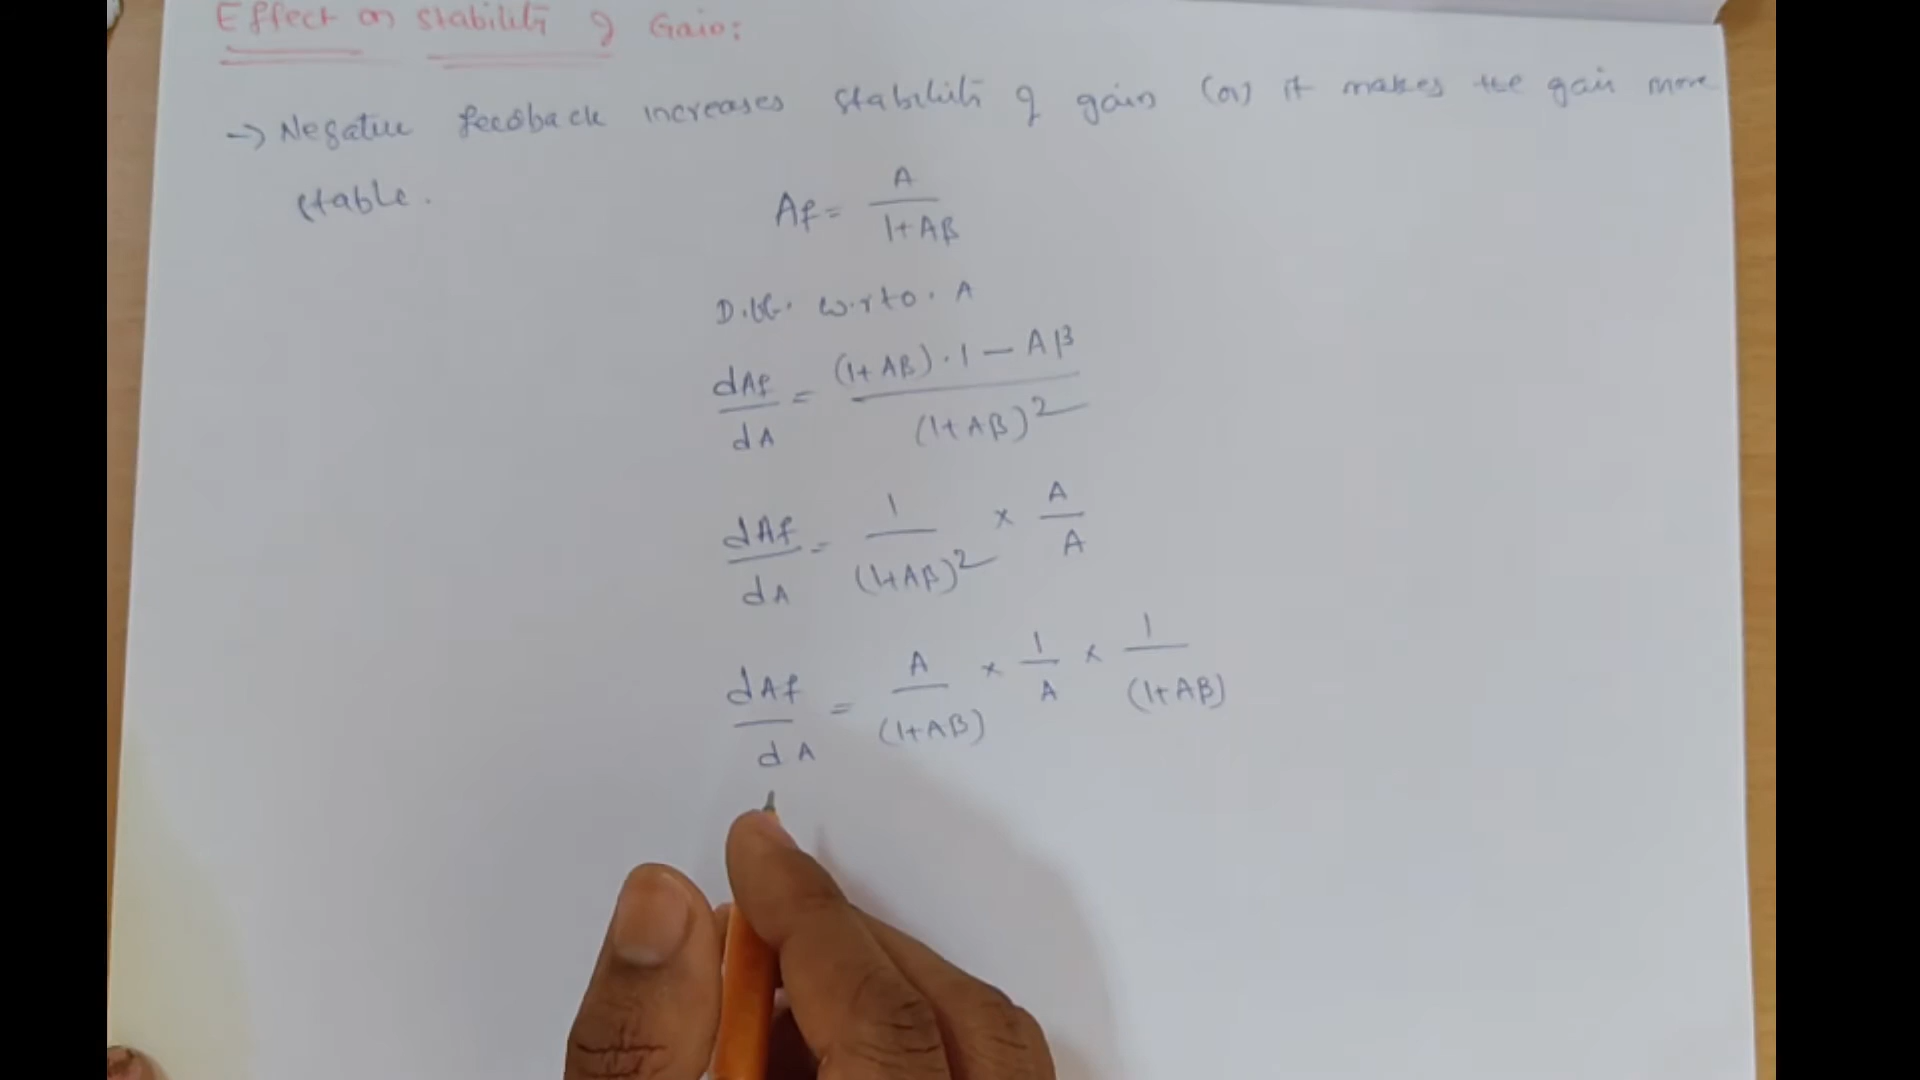 Effect on stability of Gain:
→ Negative feedback increases stability of gain (or) it makes the gain more
stable.
Af = A / (1+Aβ)
Diff. w.r.to. A
dAf/dA = ((1+Aβ)·1 − Aβ) / (1+Aβ)²
dAf/dA = 1/(1+Aβ)² × A/A
dAf/dA = A/(1+Aβ) × 1/A × 1/(1+Aβ)